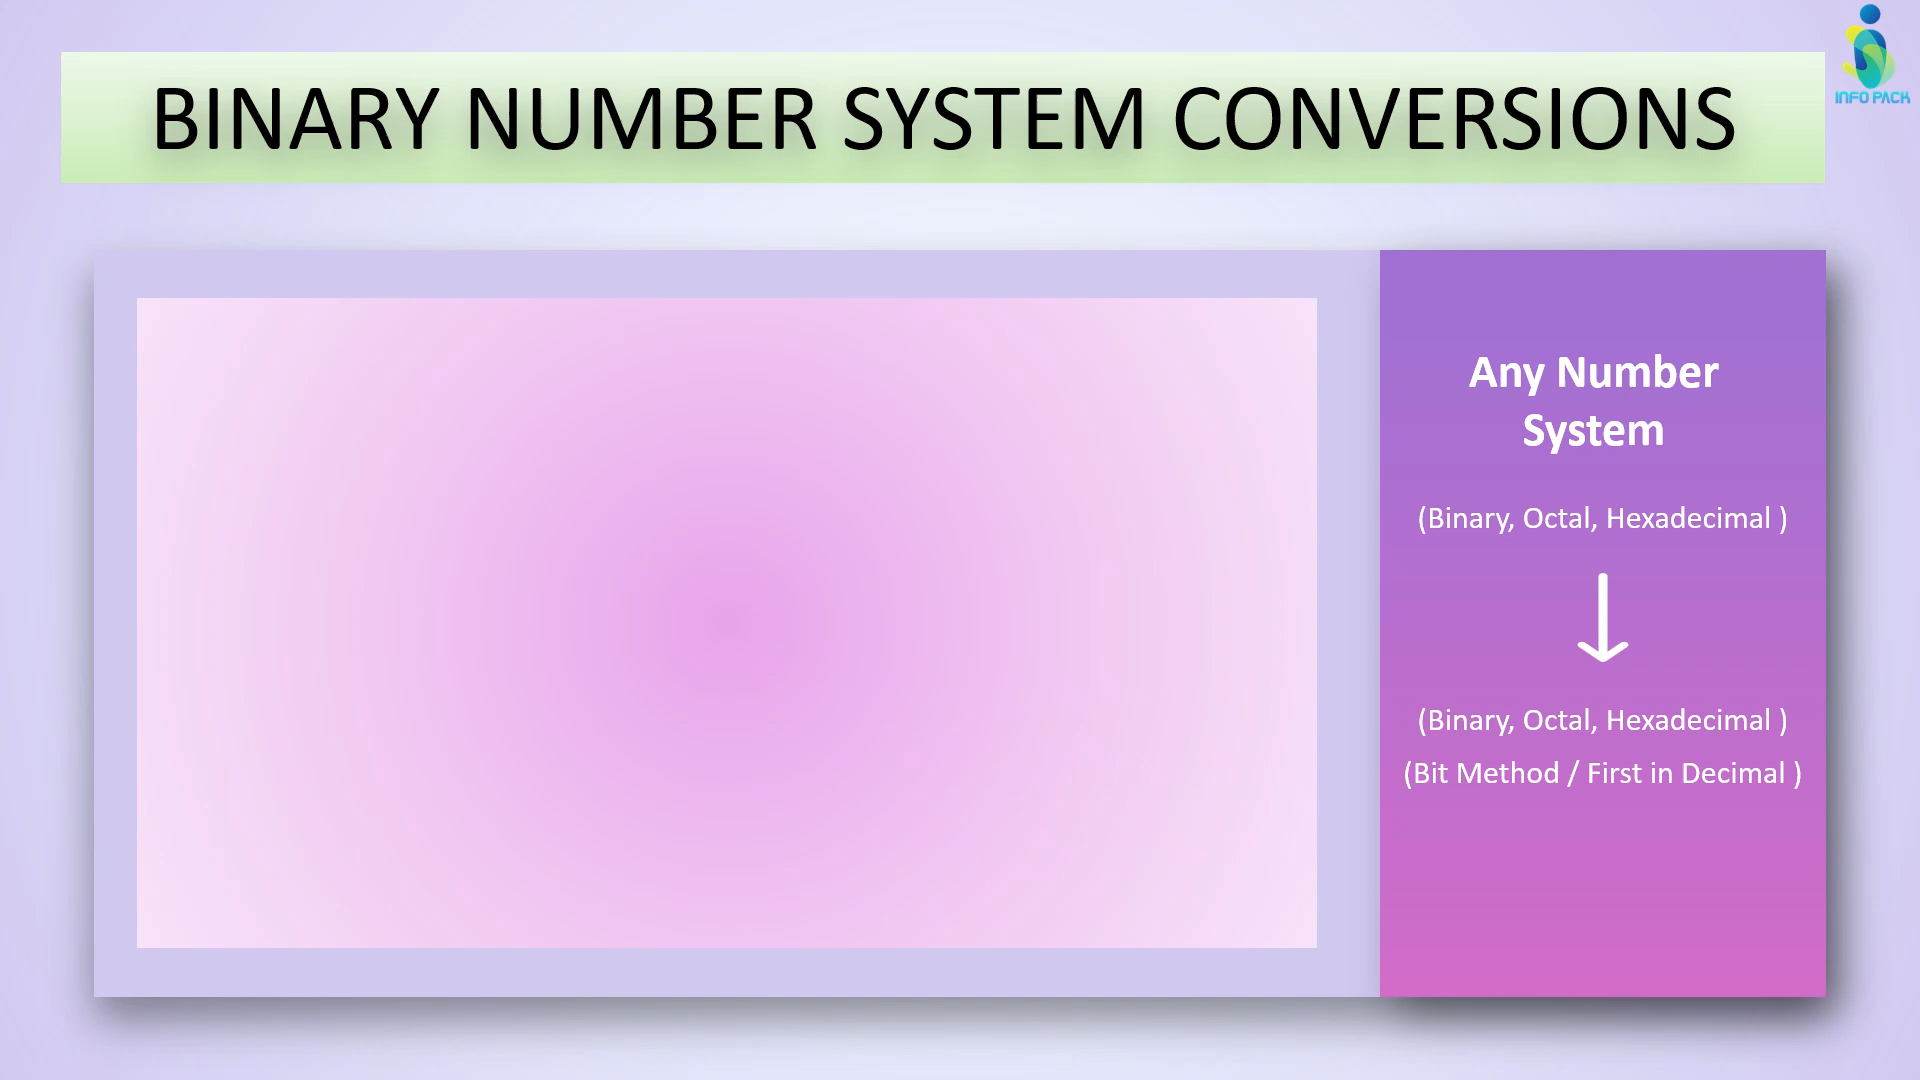 BINARY NUMBER SYSTEM CONVERSIONS
INFO PACK
Any Number
System
(Binary, Octal, Hexadecimal )
(Binary, Octal, Hexadecimal )
(Bit Method / First in Decimal )